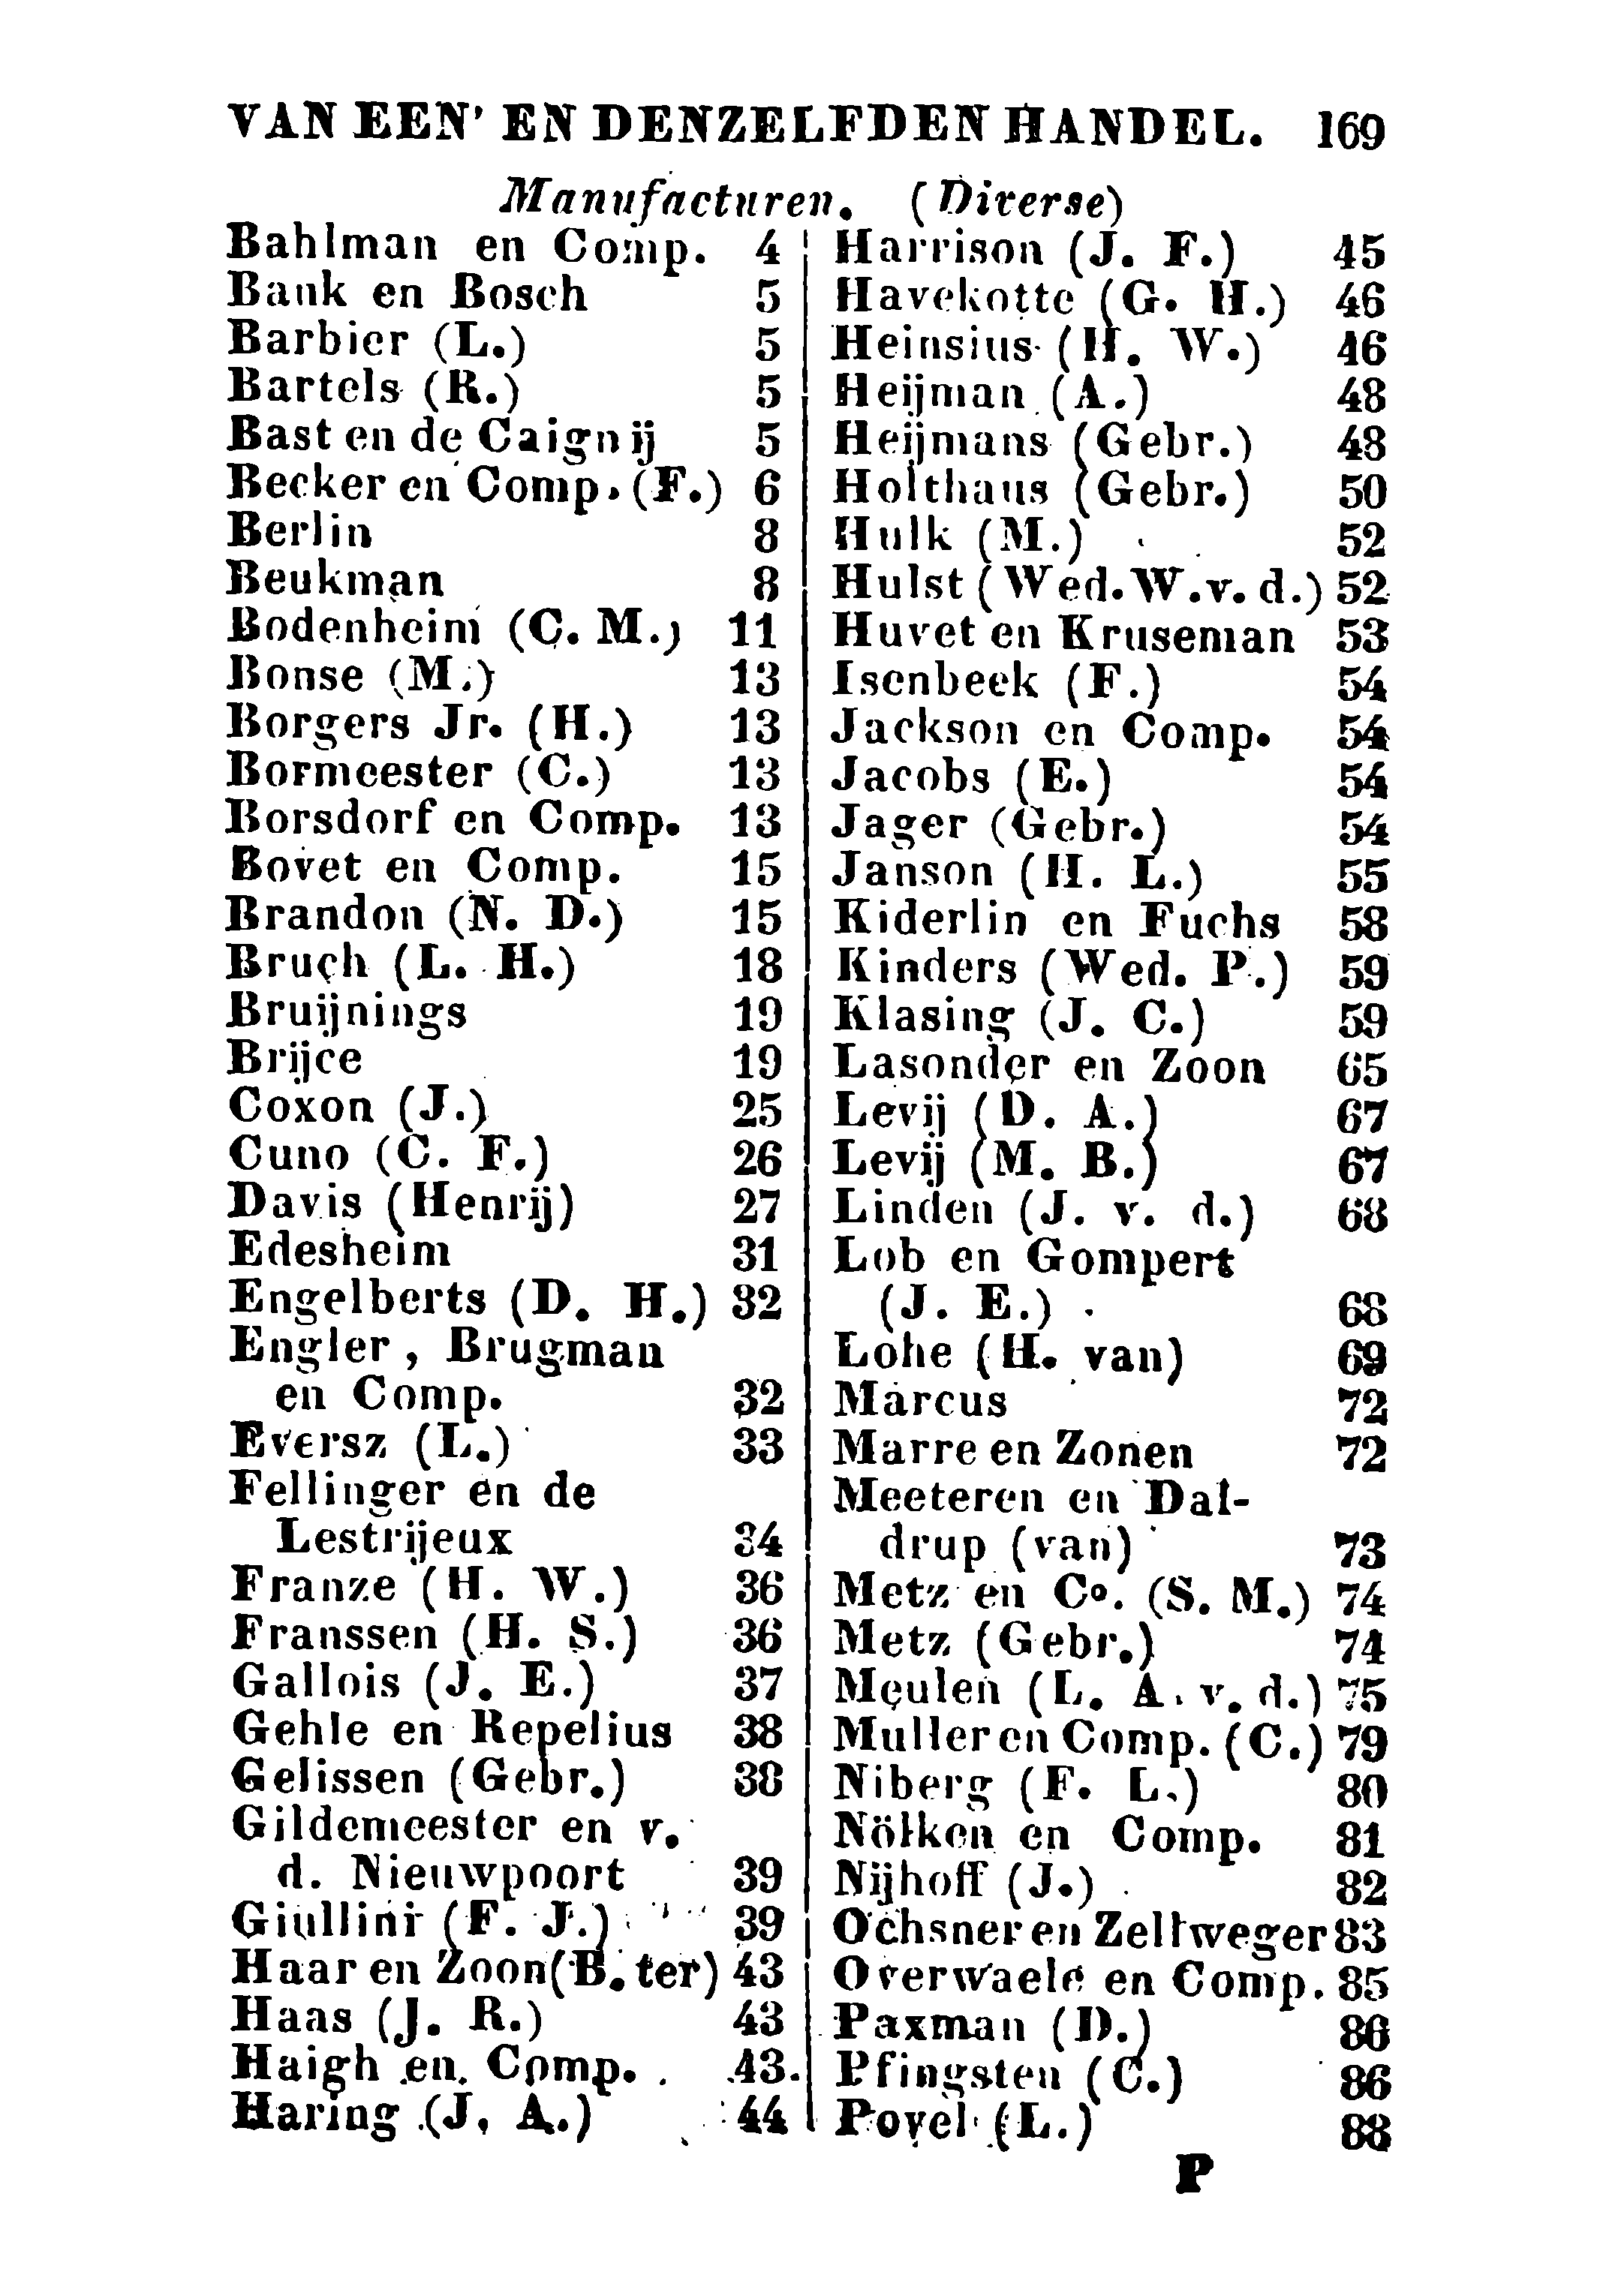 VAN EEN' EN DENZELFDEN HANDEL. 169
Manufacturen. (Diverse)
Bahlman en Comp. 4
Bank en Bosch 5
Barbier (L.) 5
Bartels (R.) 5
Bast en de Caignij 5
Becker en Comp. (F.) 6
Berlin 8
Beukman 8
Bodenheim (C. M.) 11
Bonse (M.) 13
Borgers Jr. (H.) 13
Bormeester (C.) 13
Borsdorf en Comp. 13
Bovet en Comp. 15
Brandon (N. D.) 15
Bruch (L. H.) 18
Bruijnings 19
Brijce 19
Coxon (J.) 25
Cuno (C. F.) 26
Davis (Henrij) 27
Edesheim 31
Engelberts (D. H.) 32
Engler, Brugman
en Comp. 32
Eversz (L.) 33
Fellinger en de
Lestrijeux 34
Franze (H. W.) 36
Franssen (H. S.) 36
Gallois (J. E.) 37
Gehle en Repelius 38
Gelissen (Gebr.) 38
Gildemeester en v.
d. Nieuwpoort 39
Giullini (F. J.) 39
Haar en Zoon (B. ter) 43
Haas (J. R.) 43
Haigh en Comp. 43
Haring (J. A.) 44
Harrison (J. F.) 45
Havekotte (G. H.) 46
Heinsius (H. W.) 46
Heijman (A.) 48
Heijmans (Gebr.) 48
Holthaus (Gebr.) 50
Hulk (M.) 52
Hulst (Wed. W. v. d.) 52
Huvet en Kruseman 53
Isenbeek (F.) 54
Jackson en Comp. 54
Jacobs (E.) 54
Jager (Gebr.) 54
Janson (H. L.) 55
Kiderlin en Fuchs 58
Kinders (Wed. P.) 59
Klasing (J. C.) 59
Lasonder en Zoon 65
Levij (D. A.) 67
Levij (M. B.) 67
Linden (J. v. d.) 68
Lob en Gompert
(J. E.) 68
Lohe (H. van) 69
Marcus 72
Marre en Zonen 72
Meeteren en Dal-
drup (van) 73
Metz en Co. (S. M.) 74
Metz (Gebr.) 74
Meulen (L. A. v. d.) 75
Muller en Comp. (C.) 79
Niberg (F. L.) 80
Nölken en Comp. 81
Nijhoff (J.) 82
Ochsner en Zellweger 83
Overwaele en Comp. 85
Paxman (D.) 86
Pfingsten (C.) 86
Povel (L.) 88
P